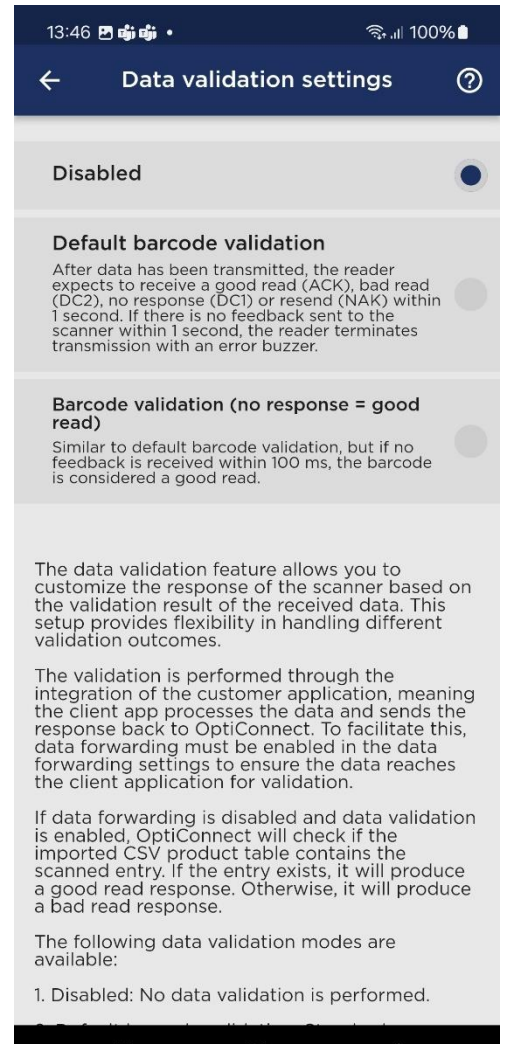 13:46
100%
Data validation settings
Disabled
Default barcode validation
After data has been transmitted, the reader
expects to receive a good read (ACK), bad read
(DC2), no response (DC1) or resend (NAK) within
1 second. If there is no feedback sent to the
scanner within 1 second, the reader terminates
transmission with an error buzzer.
Barcode validation (no response = good
read)
Similar to default barcode validation, but if no
feedback is received within 100 ms, the barcode
is considered a good read.
The data validation feature allows you to
customize the response of the scanner based on
the validation result of the received data. This
setup provides flexibility in handling different
validation outcomes.
The validation is performed through the
integration of the customer application, meaning
the client app processes the data and sends the
response back to OptiConnect. To facilitate this,
data forwarding must be enabled in the data
forwarding settings to ensure the data reaches
the client application for validation.
If data forwarding is disabled and data validation
is enabled, OptiConnect will check if the
imported CSV product table contains the
scanned entry. If the entry exists, it will produce
a good read response. Otherwise, it will produce
a bad read response.
The following data validation modes are
available:
1. Disabled: No data validation is performed.